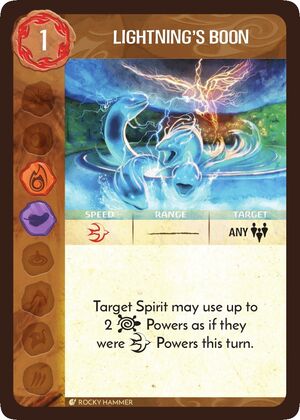 1
LIGHTNING'S BOON
SPEED RANGE TARGET
ANY
Target Spirit may use up to
2 Powers as if they
were Powers this turn.
ROCKY HAMMER